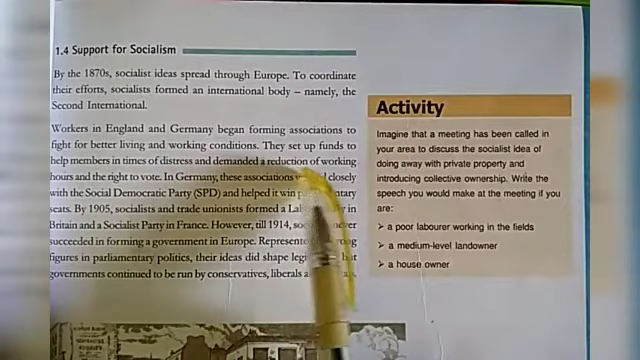 1.4 Support for Socialism
By the 1870s, socialist ideas spread through Europe. To coordinate
their efforts, socialists formed an international body – namely, the
Second International.
Workers in England and Germany began forming associations to
fight for better living and working conditions. They set up funds to
help members in times of distress and demanded a reduction of working
hours and the right to vote. In Germany, these associations closely
with the Social Democratic Party (SPD) and helped it win
seats. By 1905, socialists and trade unionists formed a in
Britain and a Socialist Party in France. However, till 1914,
succeeded in forming a government in Europe.
figures in parliamentary politics, their ideas did shape
governments continued to be run by conservatives, liberals
Activity
Imagine that a meeting has been called in
your area to discuss the socialist idea of
doing away with private property and
introducing collective ownership. Write the
speech you would make at the meeting if you
are:
➢ a poor labourer working in the fields
➢ a medium-level landowner
➢ a house owner